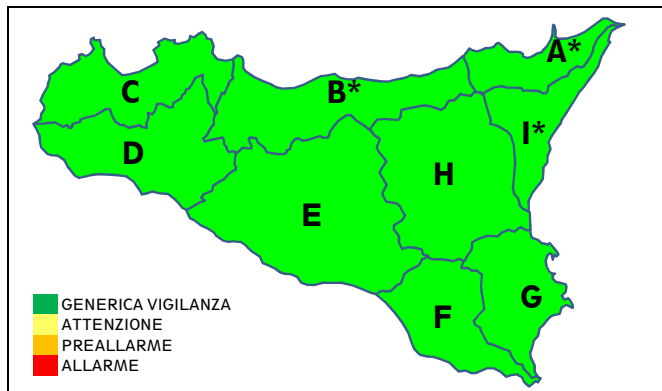 A*
C
B*
I*
D
H
E
G
F
GENERICA VIGILANZA
ATTENZIONE
PREALLARME
ALLARME